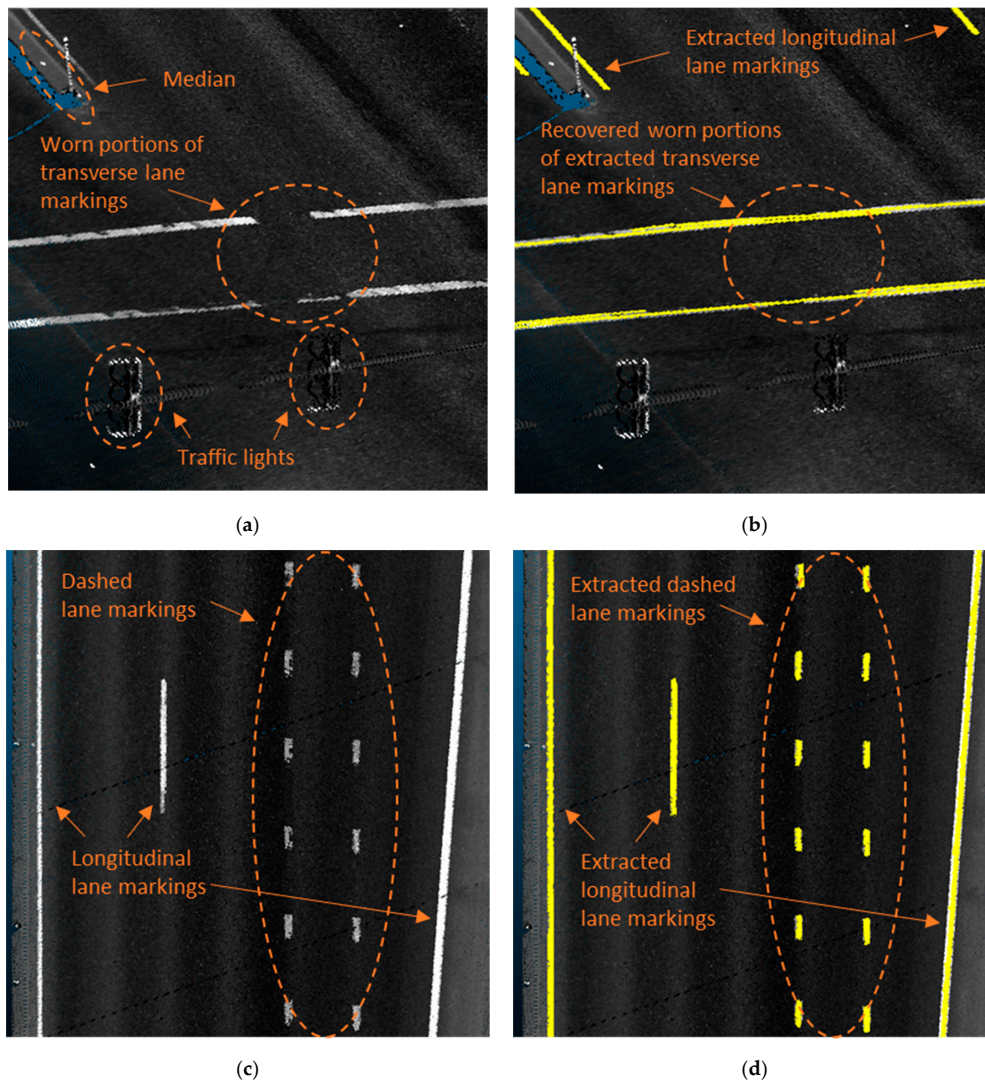 Median
Worn portions of
transverse lane
markings
Traffic lights
(a)
Extracted longitudinal
lane markings
Recovered worn portions
of extracted transverse
lane markings
(b)
Dashed
lane markings
Longitudinal
lane markings
(c)
Extracted dashed
lane markings
Extracted
longitudinal
lane markings
(d)